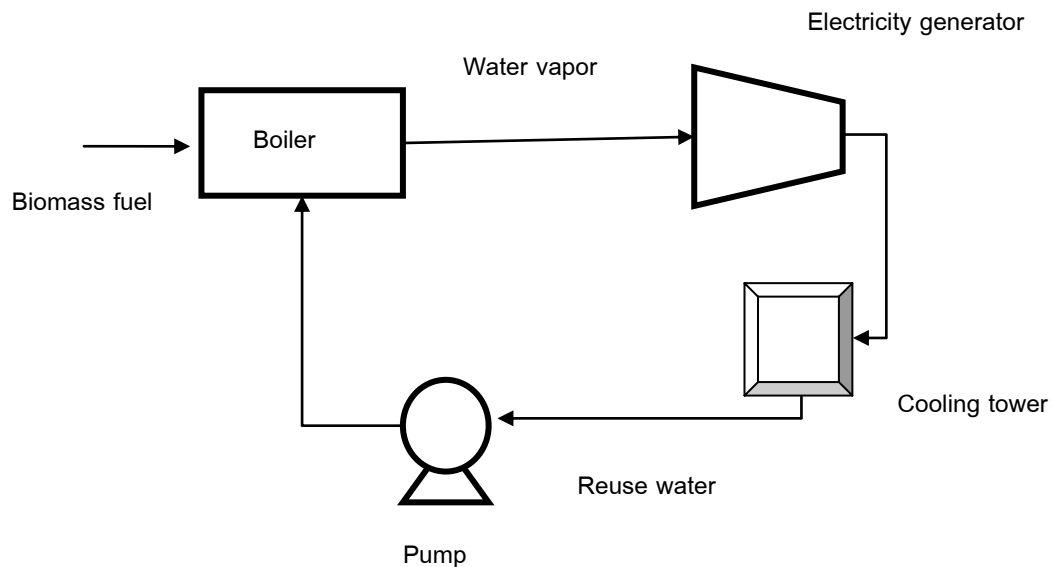 Electricity generator
Water vapor
Boiler
Biomass fuel
Cooling tower
Reuse water
Pump